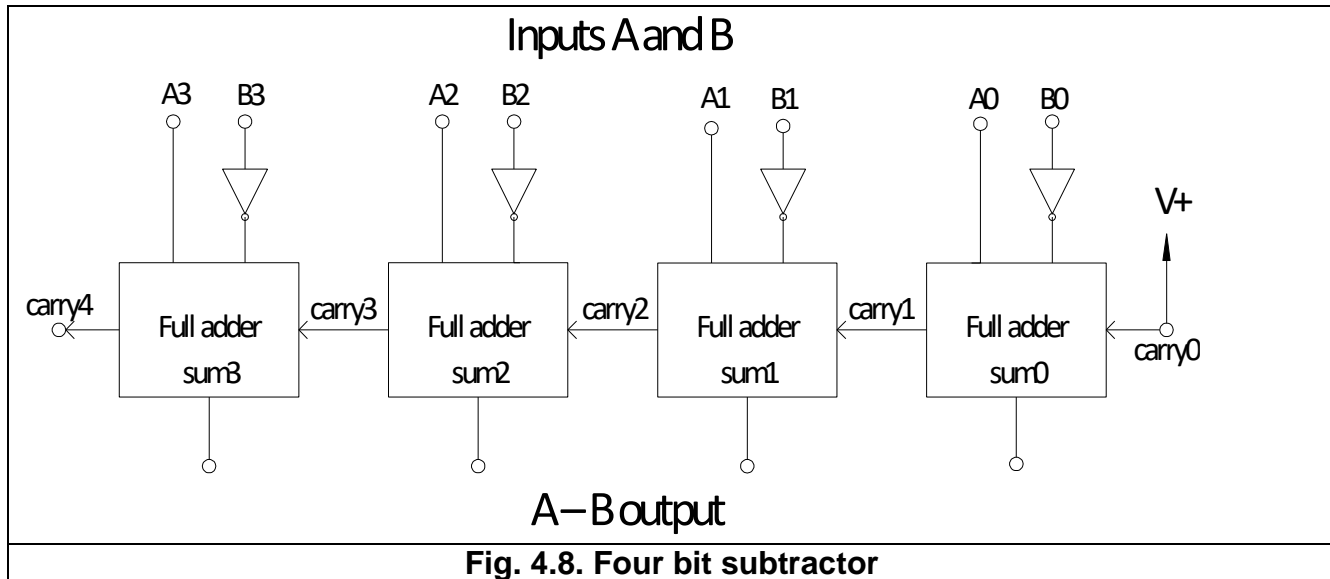 Inputs A and B
A3 B3 A2 B2 A1 B1 A0 B0
V+
carry4 Full adder carry3 Full adder carry2 Full adder carry1 Full adder carry0
sum3 sum2 sum1 sum0
A – B output
Fig. 4.8. Four bit subtractor